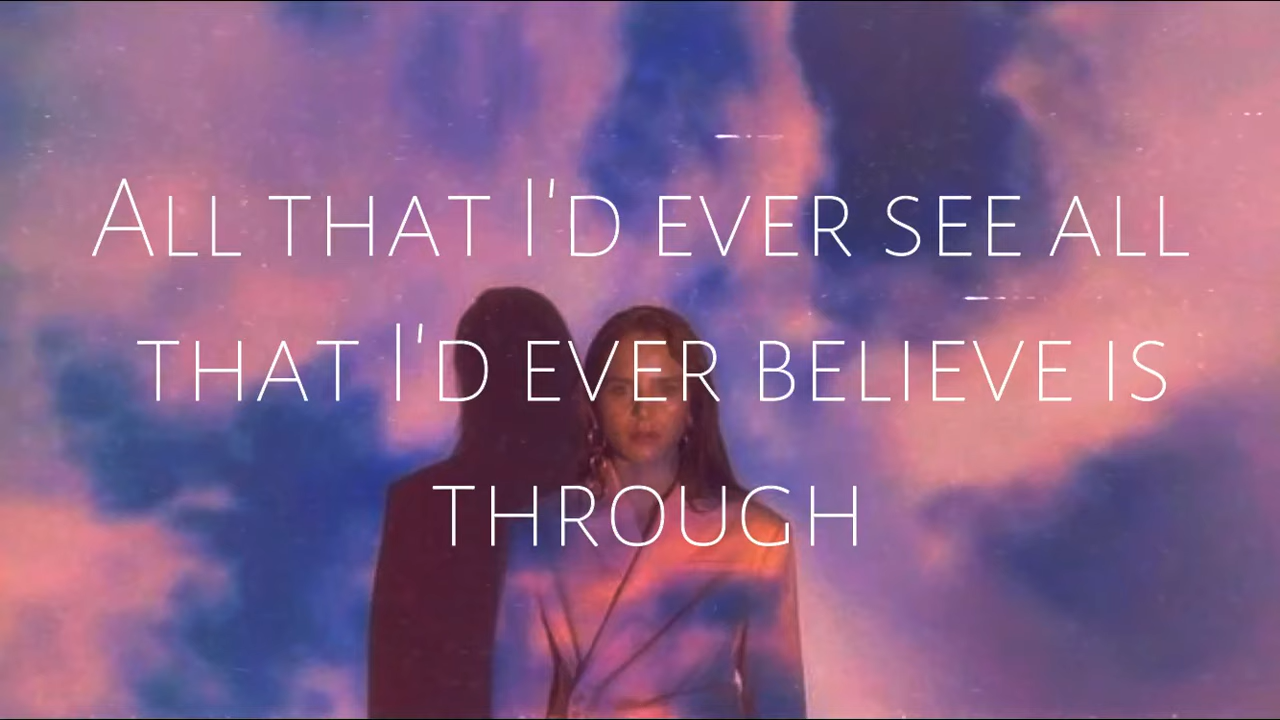 All that I'd ever see all
that I'd ever believe is
through